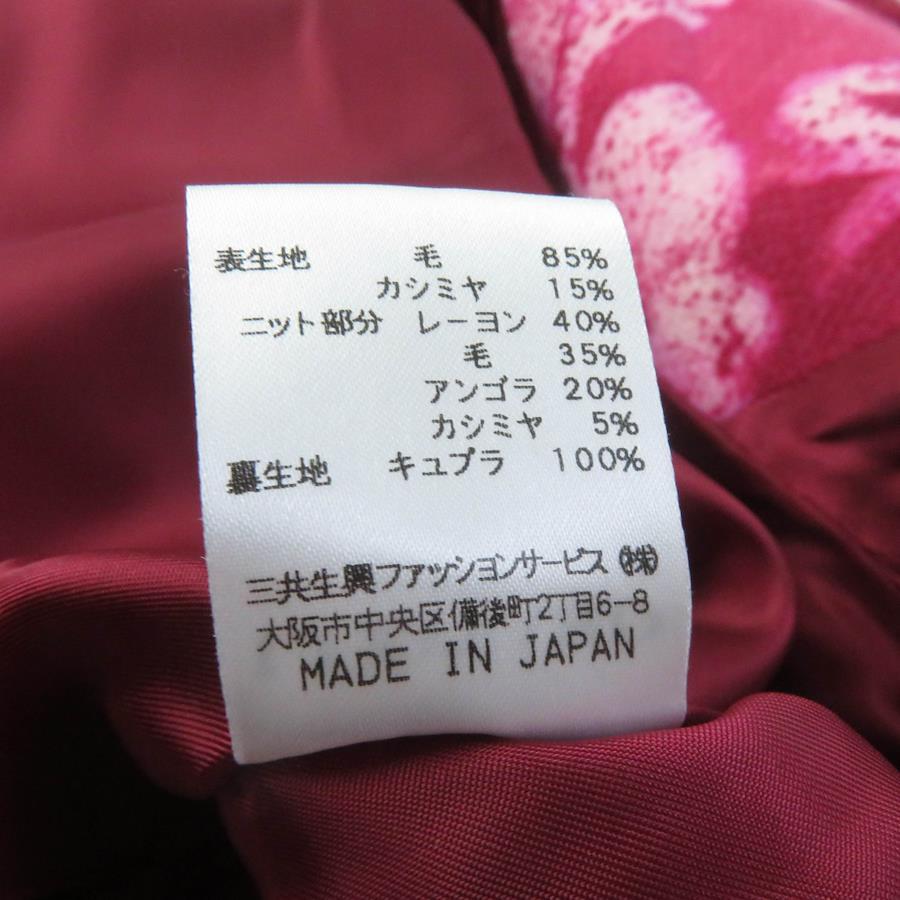 表生地 毛 85%
カシミヤ 15%
ニット部分 レーヨン 40%
毛 35%
アンゴラ 20%
カシミヤ 5%
裏生地 キュプラ 100%
三共生興ファッションサービス(株)
大阪市中央区備後町2丁目6-8
MADE IN JAPAN